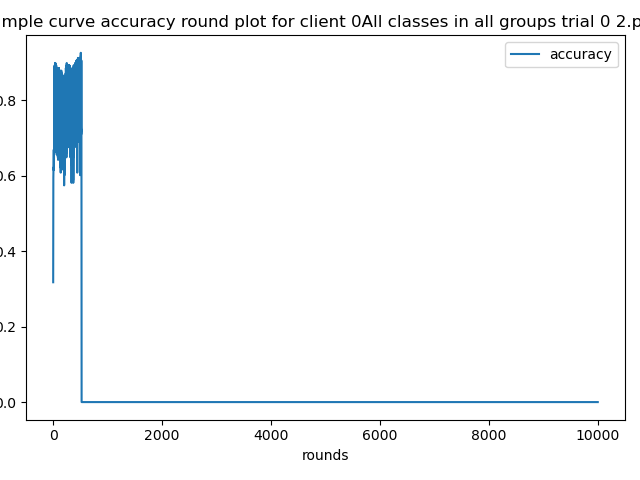 mple curve accuracy round plot for client 0All classes in all groups trial 0 2.p
accuracy
0.8
0.6
0.4
0.2
0.0
0 2000 4000 6000 8000 10000
rounds